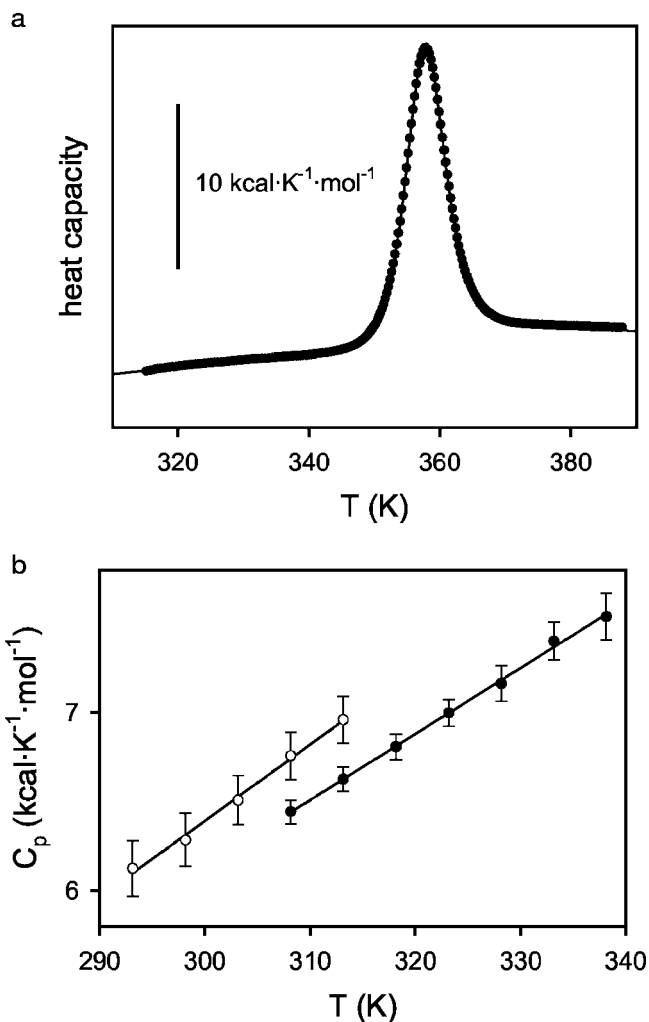 a
heat capacity
10 kcal·K⁻¹·mol⁻¹
320 340 360 380
T (K)
b
Cₚ (kcal·K⁻¹·mol⁻¹)
7
6
290 300 310 320 330 340
T (K)